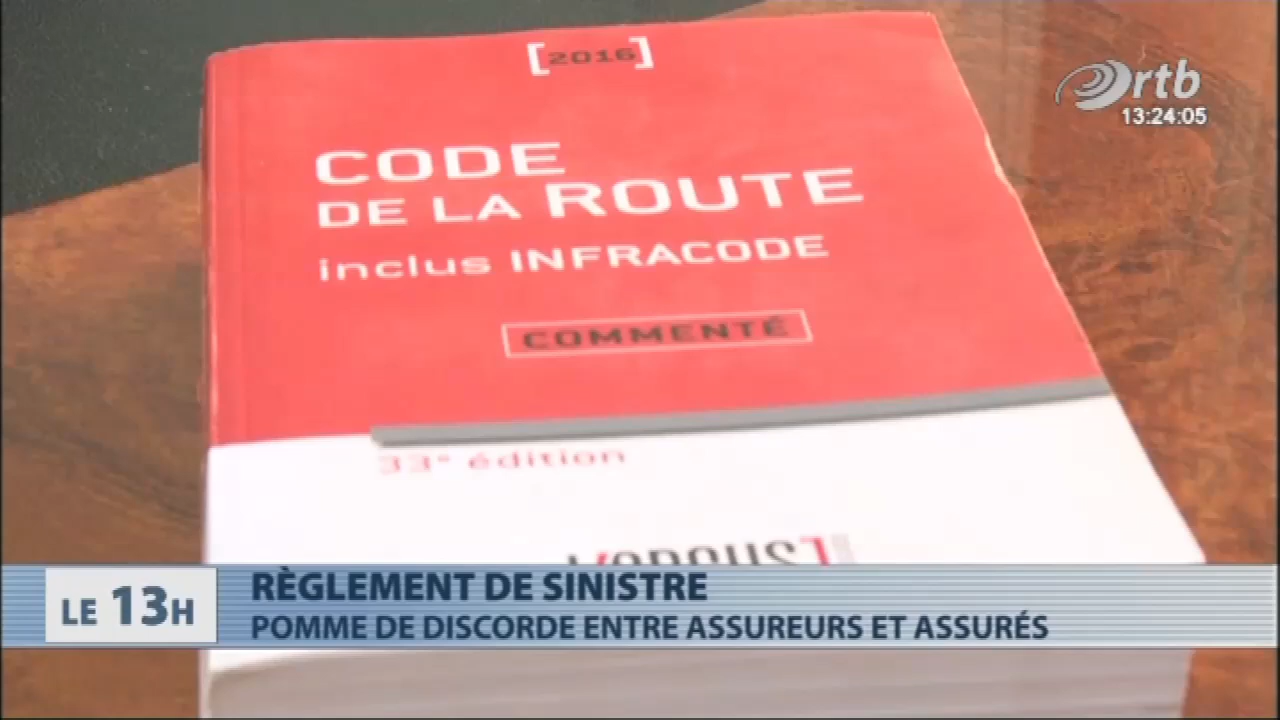 [2016]
rtb
13:24:05
CODE
DE LA ROUTE
inclus INFRACODE
COMMENTÉ
33e édition
LE 13H
RÈGLEMENT DE SINISTRE
POMME DE DISCORDE ENTRE ASSUREURS ET ASSURÉS